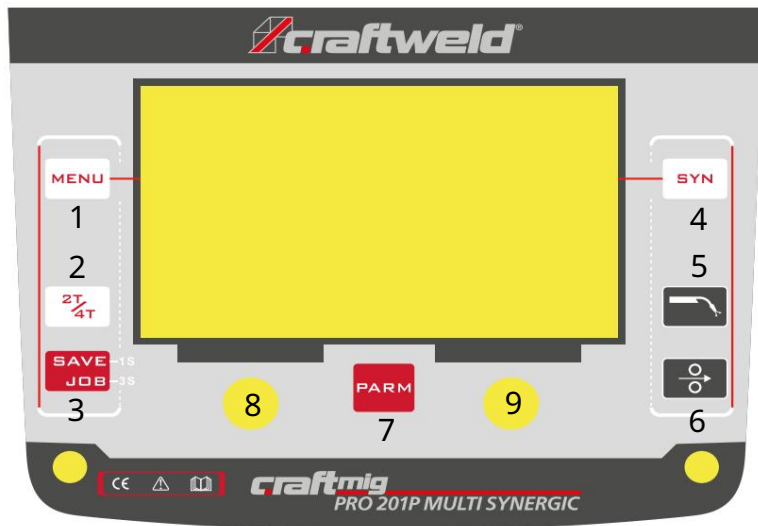 craftweld®
MENU
1
2
2T/4T
SAVE -1S
JOB -3S
3
SYN
4
5
6
8
PARM
7
9
CE
craftmig
PRO 201P MULTI SYNERGIC